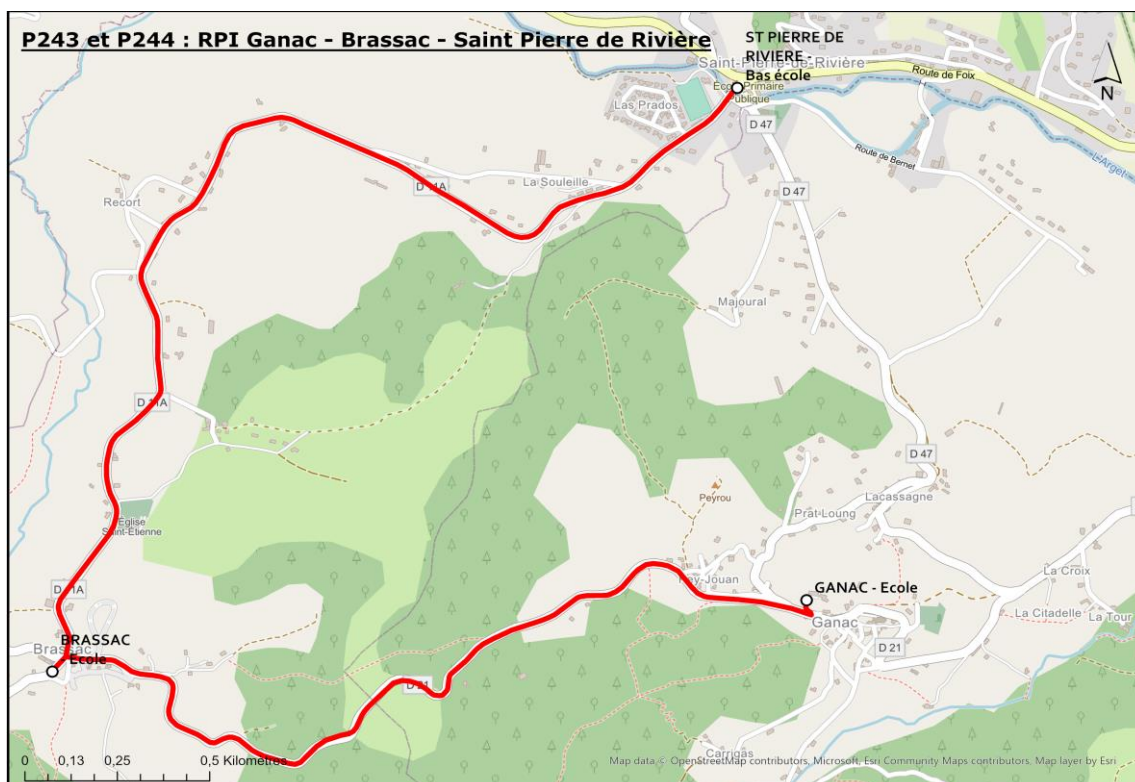 P243 et P244 : RPI Ganac - Brassac - Saint Pierre de Rivière
ST PIERRE DE
RIVIERE -
Bas école
Saint-Pierre-de-Rivière
École Primaire
Publique
Route de Foix
N
Las Prados
D 47
Route de Bernet
L'Arget
D 47
La Souleille
Recort
Majoural
Église
Saint-Etienne
D 47
Peyrou
Lacassagne
Prat-Loung
La Croix
GANAC - Ecole
La Citadelle
La Tour
Ganac
D 21
BRASSAC
Ecole
Brassac
D 21
Carrigas
0 0,13 0,25 0,5 Kilomètres
Map data © OpenStreetMap contributors, Microsoft, Esri Community Maps contributors, Map layer by Esri